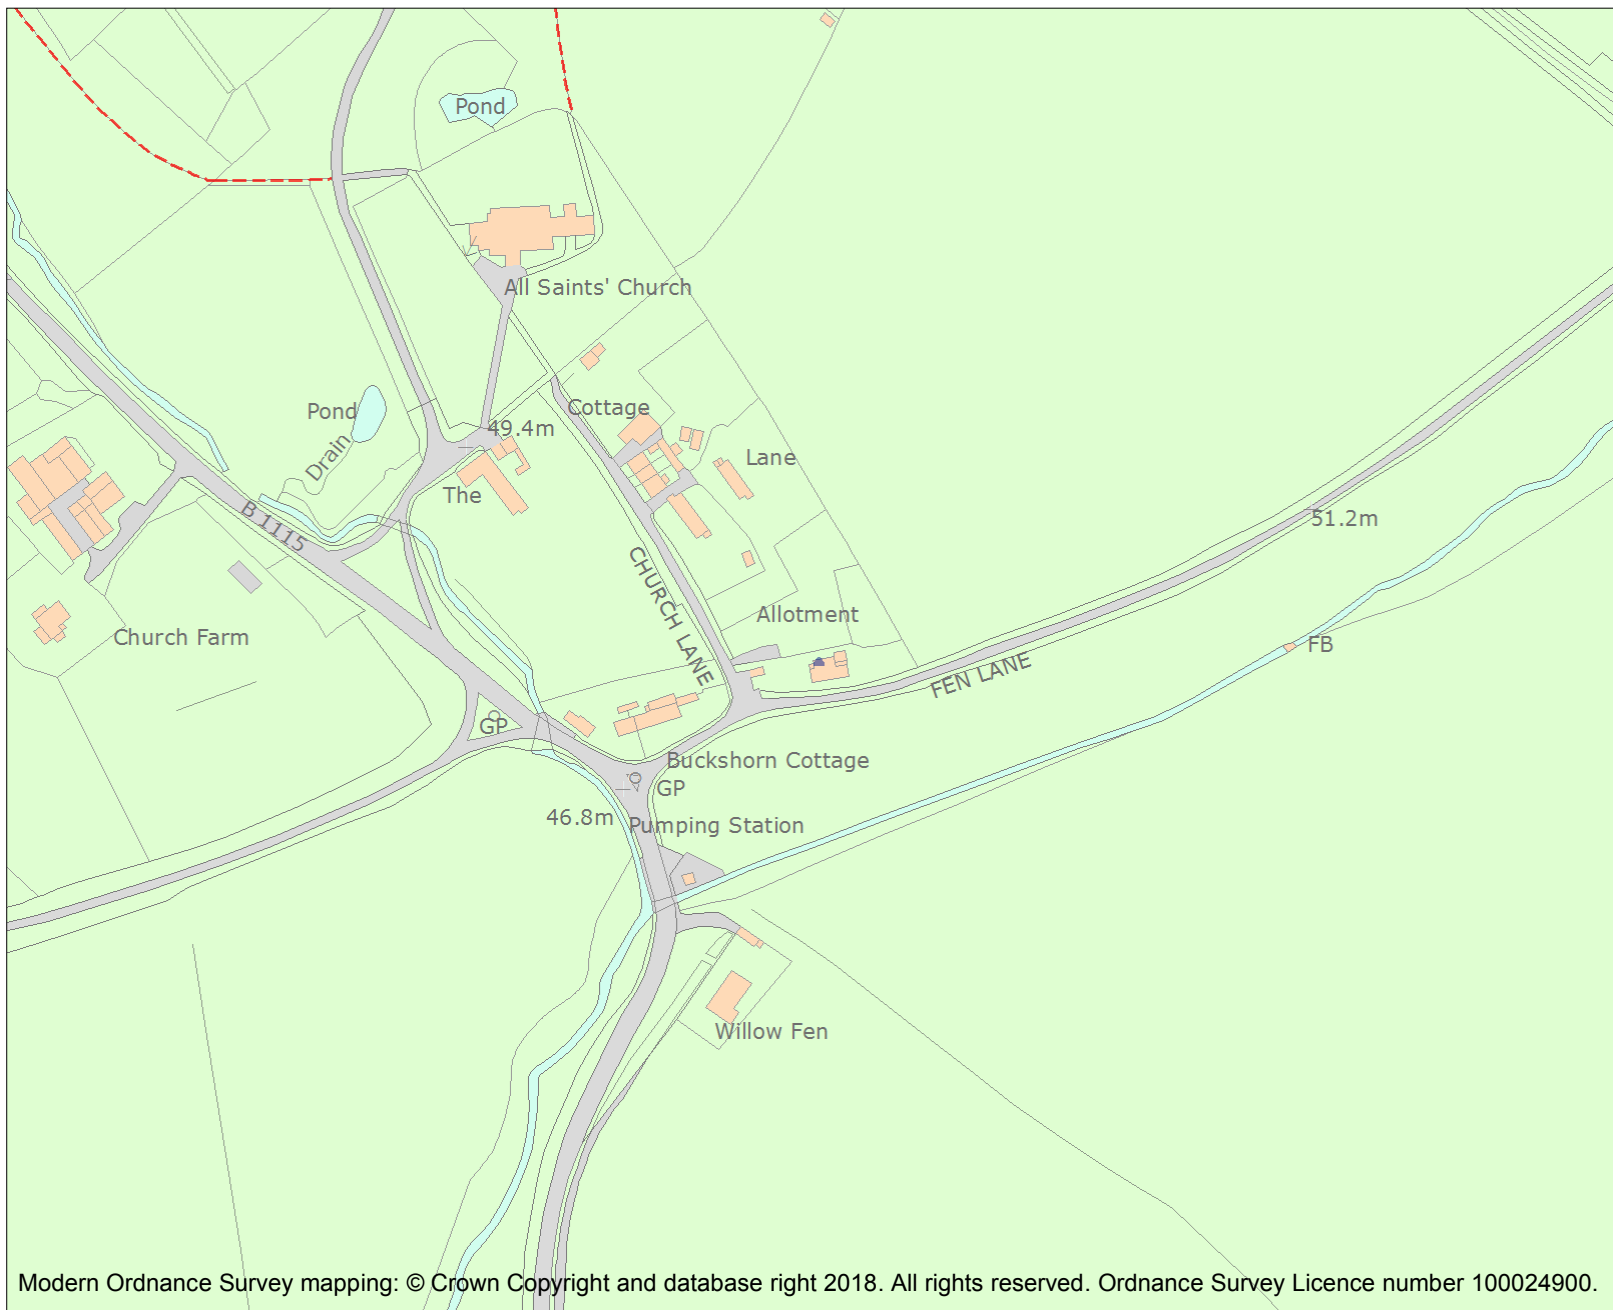 Pond
All Saints' Church
Pond
Drain
Cottage
49.4m
Lane
The
B 1115
51.2m
CHURCH LANE
Allotment
Church Farm
FB
FEN LANE
GP
Buckshorn Cottage
GP
46.8m
Pumping Station
Willow Fen
Modern Ordnance Survey mapping: © Crown Copyright and database right 2018. All rights reserved. Ordnance Survey Licence number 100024900.